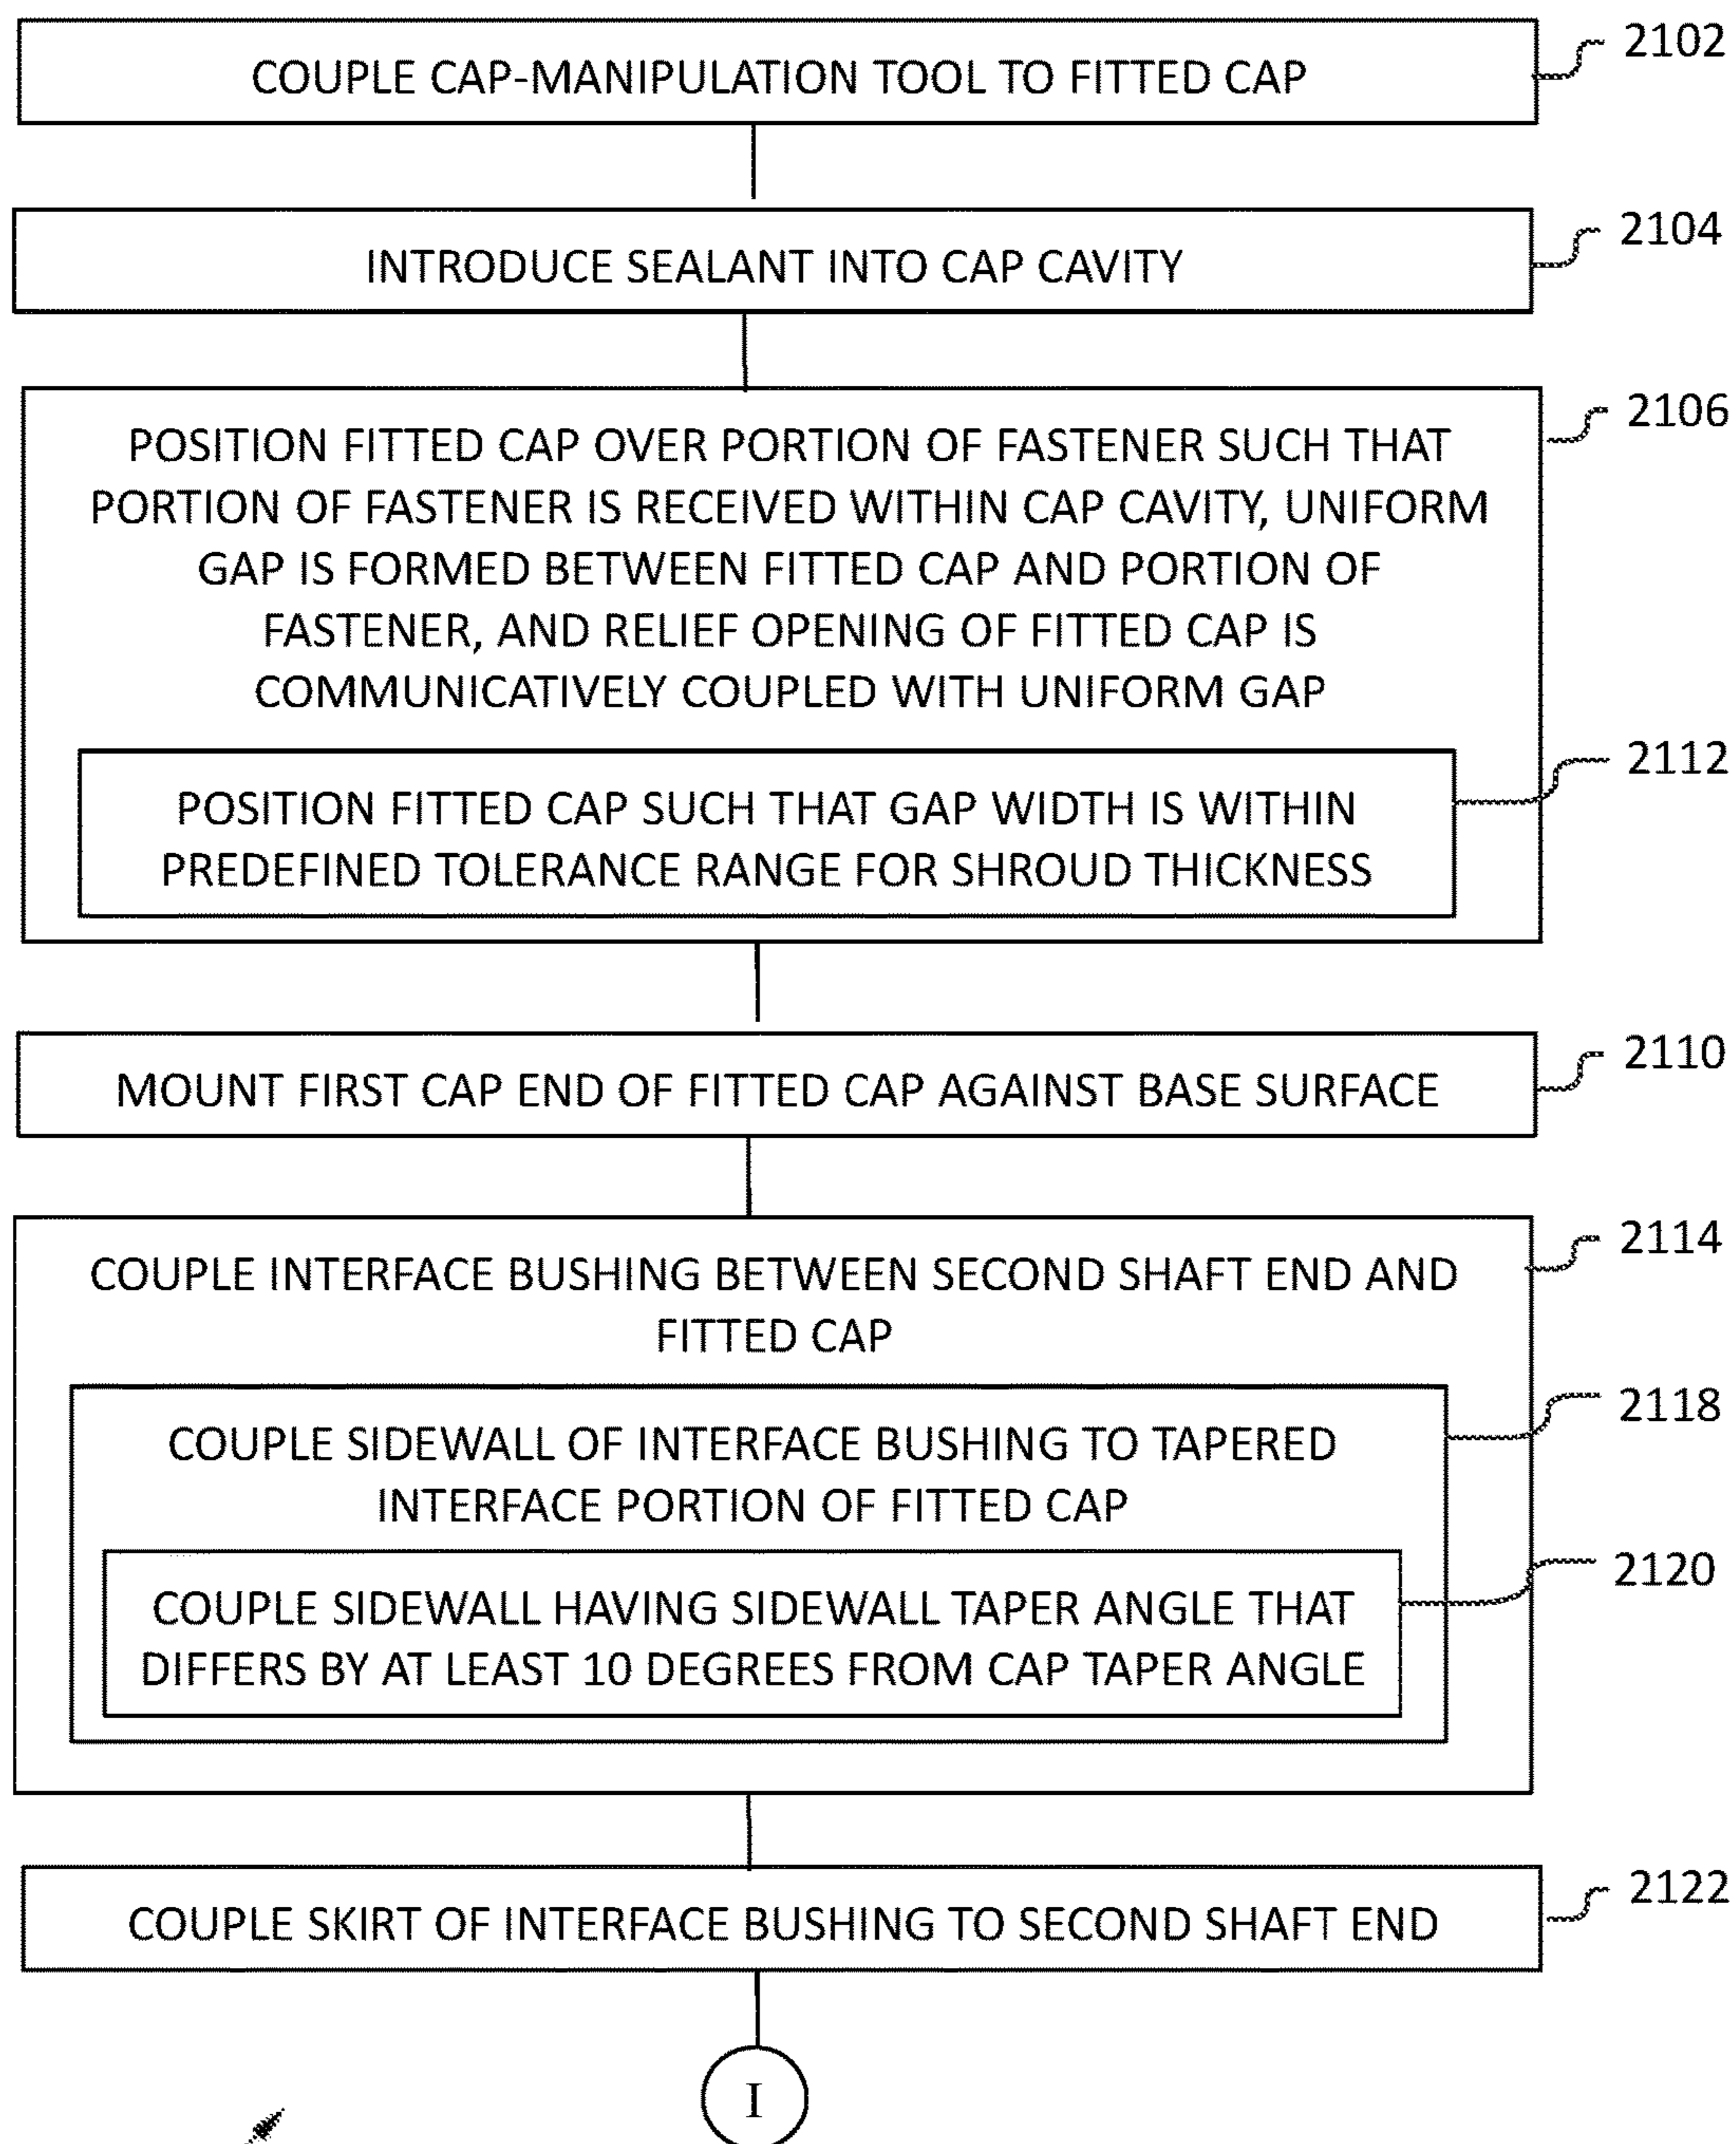 2102
COUPLE CAP-MANIPULATION TOOL TO FITTED CAP
2104
INTRODUCE SEALANT INTO CAP CAVITY
2106
POSITION FITTED CAP OVER PORTION OF FASTENER SUCH THAT
PORTION OF FASTENER IS RECEIVED WITHIN CAP CAVITY, UNIFORM
GAP IS FORMED BETWEEN FITTED CAP AND PORTION OF
FASTENER, AND RELIEF OPENING OF FITTED CAP IS
COMMUNICATIVELY COUPLED WITH UNIFORM GAP
2112
POSITION FITTED CAP SUCH THAT GAP WIDTH IS WITHIN
PREDEFINED TOLERANCE RANGE FOR SHROUD THICKNESS
2110
MOUNT FIRST CAP END OF FITTED CAP AGAINST BASE SURFACE
2114
COUPLE INTERFACE BUSHING BETWEEN SECOND SHAFT END AND
FITTED CAP
2118
COUPLE SIDEWALL OF INTERFACE BUSHING TO TAPERED
INTERFACE PORTION OF FITTED CAP
2120
COUPLE SIDEWALL HAVING SIDEWALL TAPER ANGLE THAT
DIFFERS BY AT LEAST 10 DEGREES FROM CAP TAPER ANGLE
2122
COUPLE SKIRT OF INTERFACE BUSHING TO SECOND SHAFT END
I